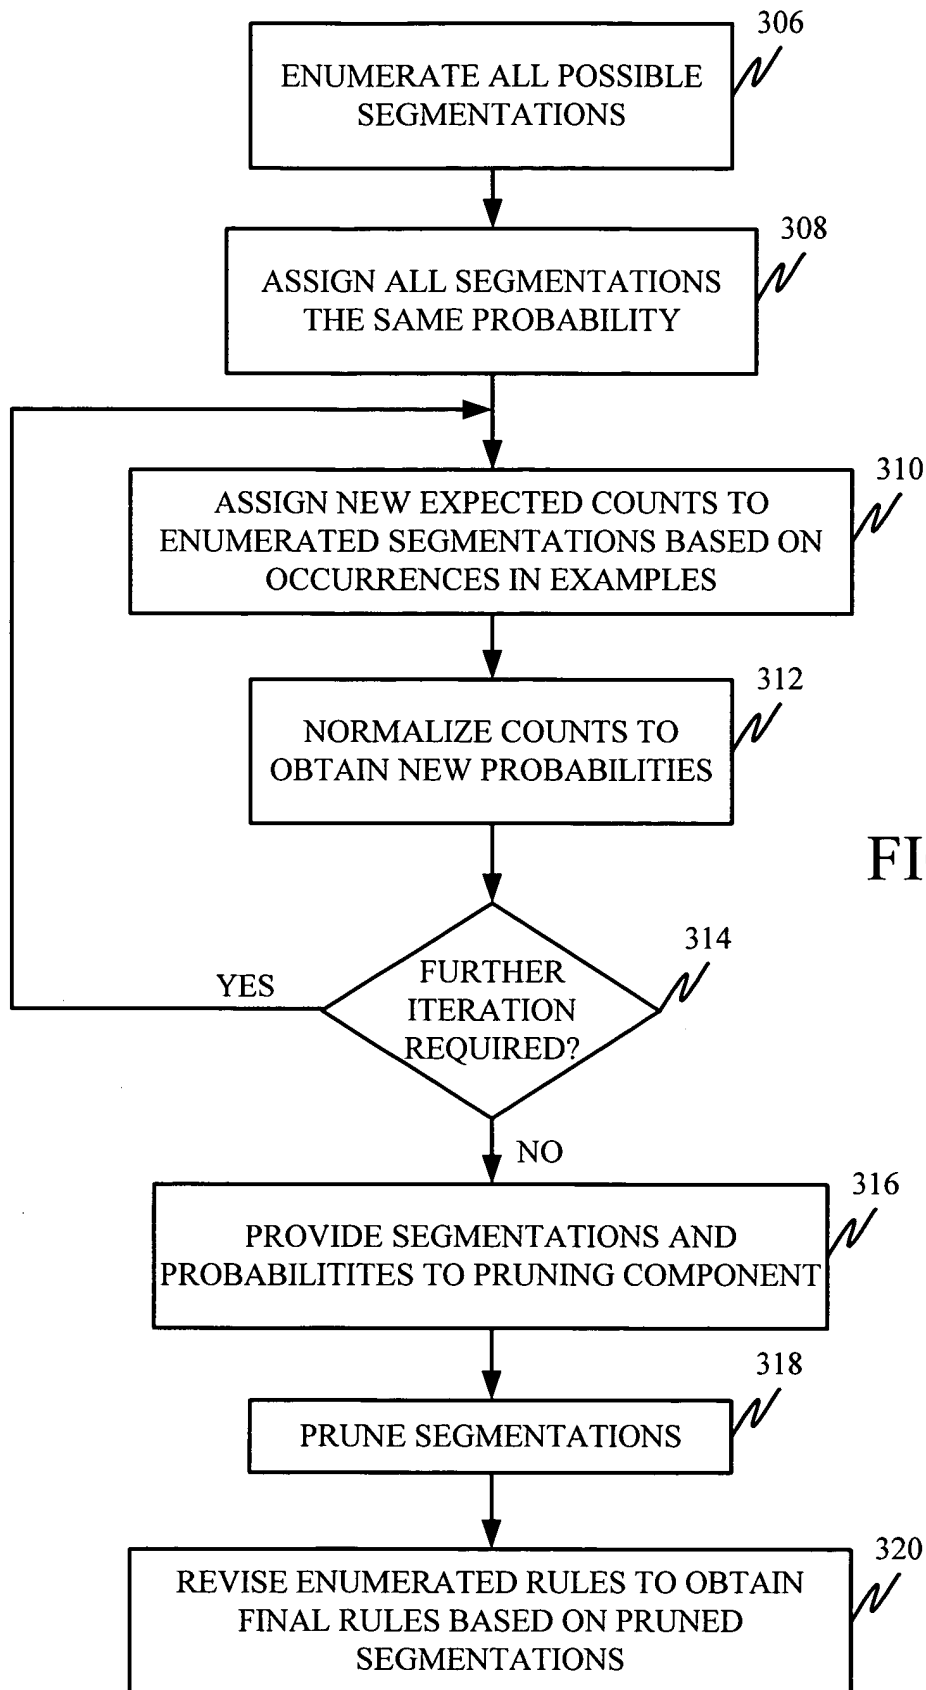 306
ENUMERATE ALL POSSIBLE
SEGMENTATIONS
308
ASSIGN ALL SEGMENTATIONS
THE SAME PROBABILITY
310
ASSIGN NEW EXPECTED COUNTS TO
ENUMERATED SEGMENTATIONS BASED ON
OCCURRENCES IN EXAMPLES
312
NORMALIZE COUNTS TO
OBTAIN NEW PROBABILITIES
FI
314
YES
FURTHER
ITERATION
REQUIRED?
NO
316
PROVIDE SEGMENTATIONS AND
PROBABILITITES TO PRUNING COMPONENT
318
PRUNE SEGMENTATIONS
320
REVISE ENUMERATED RULES TO OBTAIN
FINAL RULES BASED ON PRUNED
SEGMENTATIONS